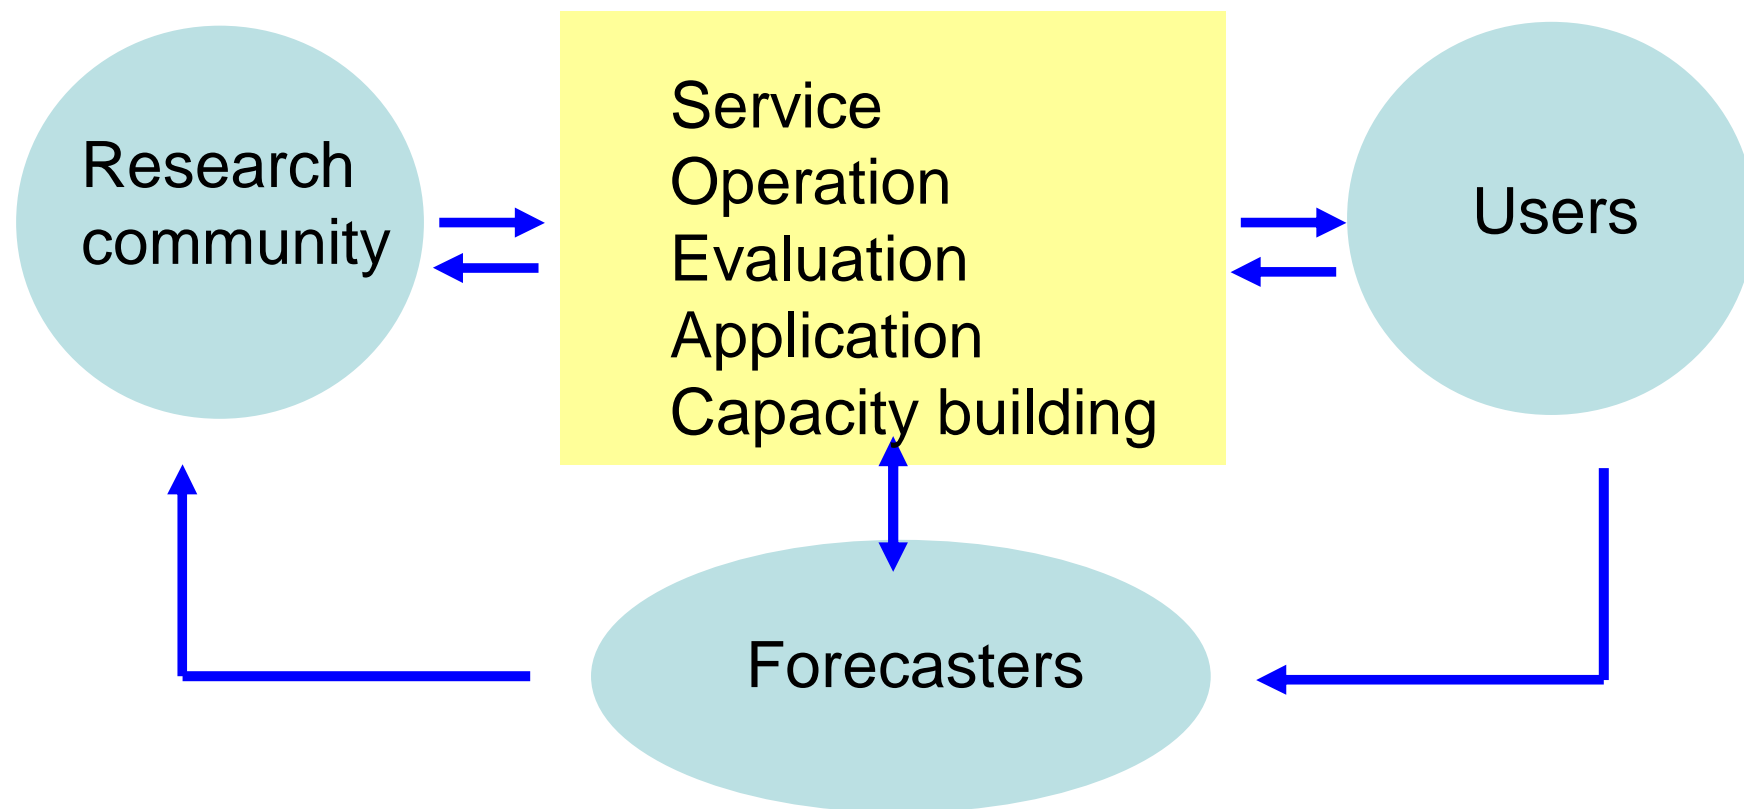 Research
community
Service
Operation
Evaluation
Application
Capacity building
Users
Forecasters